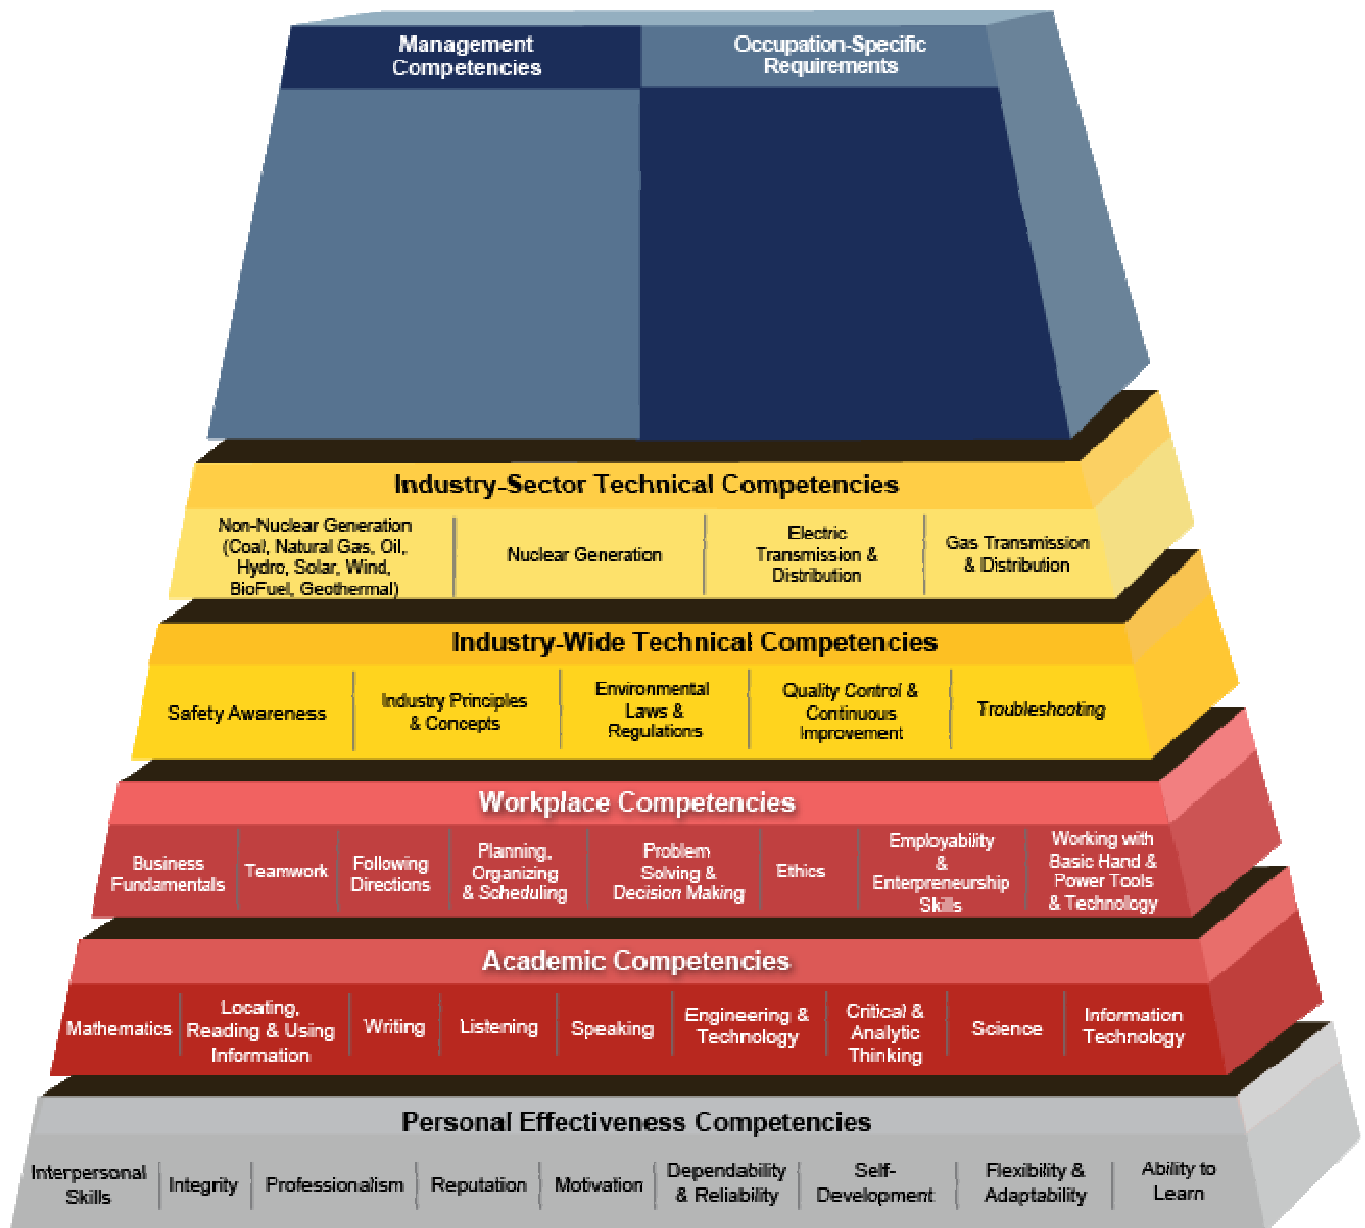 Management
Competencies
Occupation-Specific
Requirements
Industry-Sector Technical Competencies
Non-Nuclear Generation
(Coal, Natural Gas, Oil,
Hydro, Solar, Wind,
BioFuel, Geothermal)
Nuclear Generation
Electric
Transmission &
Distribution
Gas Transmission
& Distribution
Industry-Wide Technical Competencies
Safety Awareness
Industry Principles
& Concepts
Environmental
Laws &
Regulations
Quality Control &
Continuous
Improvement
Troubleshooting
Workplace Competencies
Business
Fundamentals
Teamwork
Following
Directions
Planning,
Organizing
& Scheduling
Problem
Solving &
Decision Making
Ethics
Employability
&
Enterpreneurship
Skills
Working with
Basic Hand &
Power Tools
& Technology
Academic Competencies
Mathematics
Locating,
Reading & Using
Information
Writing
Listening
Speaking
Engineering &
Technology
Critical &
Analytic
Thinking
Science
Information
Technology
Personal Effectiveness Competencies
Interpersonal
Skills
Integrity
Professionalism
Reputation
Motivation
Dependability
& Reliability
Self-
Development
Flexibility &
Adaptability
Ability to
Learn